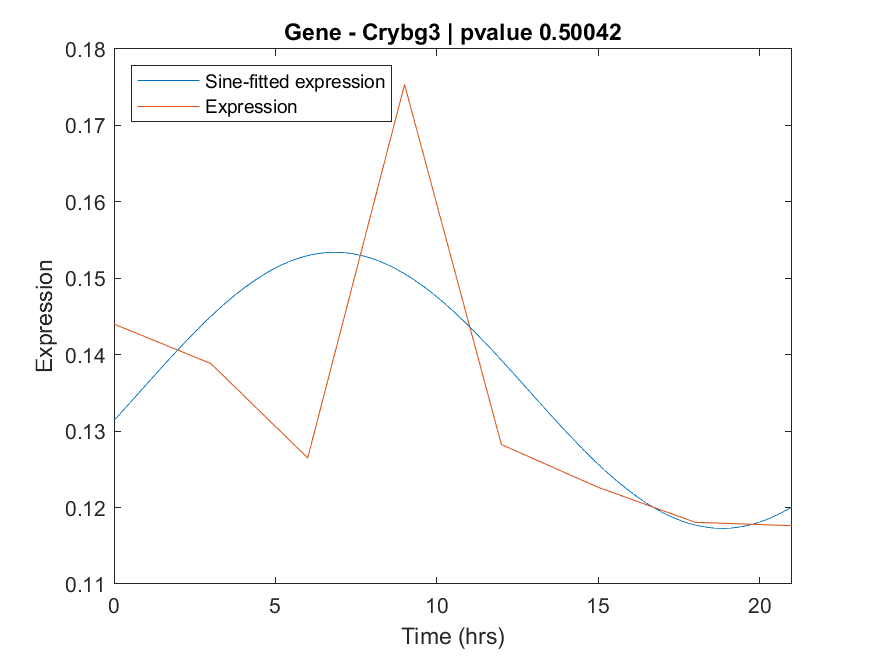 Gene - Crybg3 | pvalue 0.50042
Sine-fitted expression
Expression
0.18
0.17
0.16
0.15
0.14
0.13
0.12
0.11
Expression
0 5 10 15 20
Time (hrs)